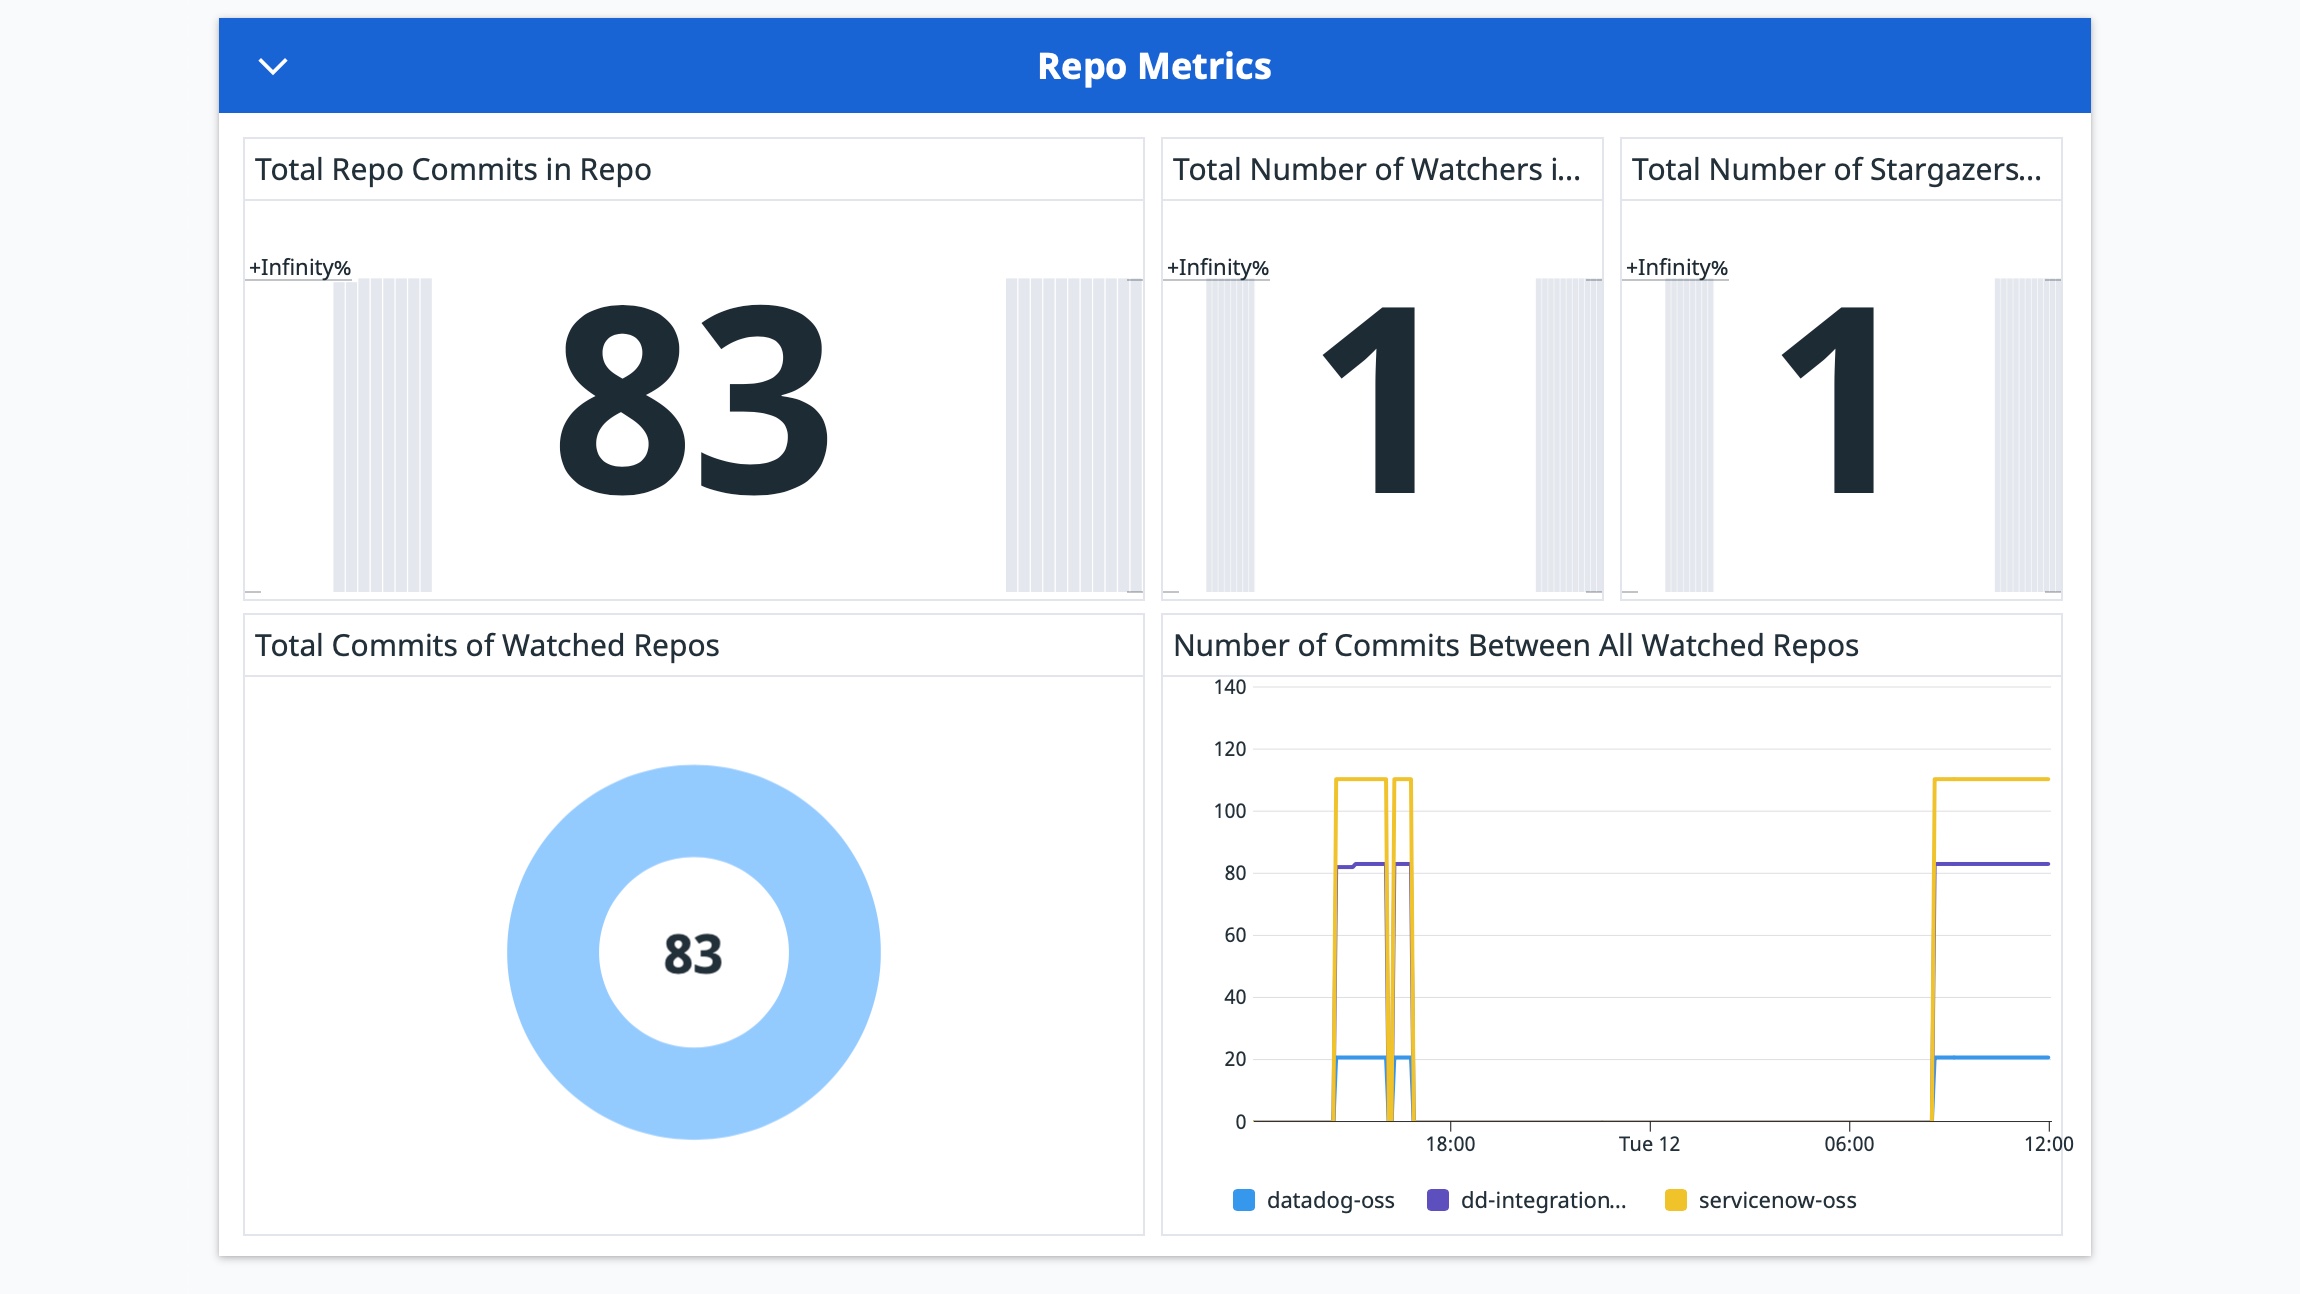 Repo Metrics
Total Repo Commits in Repo
+Infinity%
83
Total Number of Watchers i...
+Infinity%
1
Total Number of Stargazers...
+Infinity%
1
Total Commits of Watched Repos
83
Number of Commits Between All Watched Repos
140
120
100
80
60
40
20
0
18:00 Tue 12 06:00 12:00
datadog-oss dd-integration... servicenow-oss